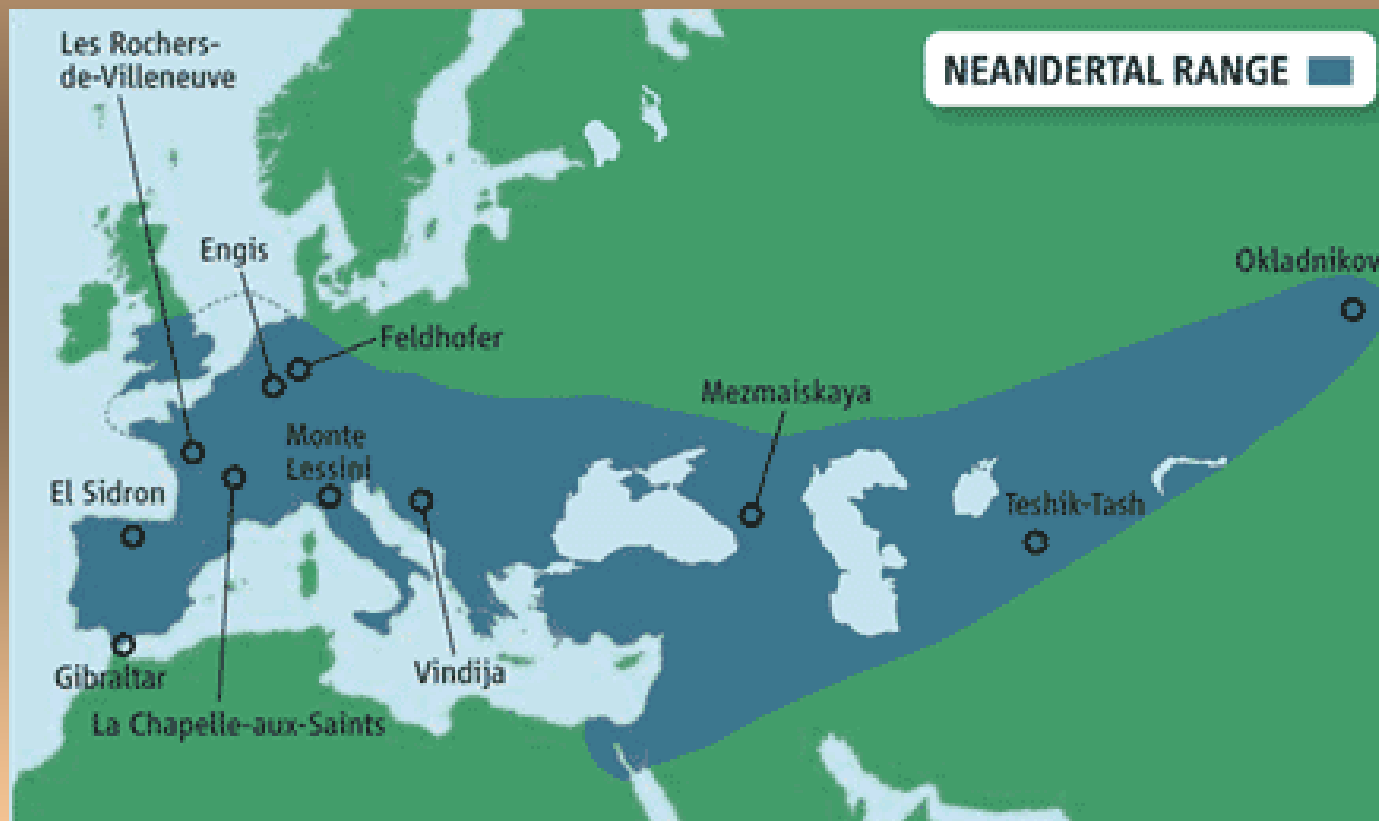 Les Rochers-
de-Villeneuve
NEANDERTAL RANGE
Engis
Okladnikov
Feldhofer
Mezmaiskaya
Monte
Lessini
El Sidron
Teshik-Tash
Gibraltar
Vindija
La Chapelle-aux-Saints